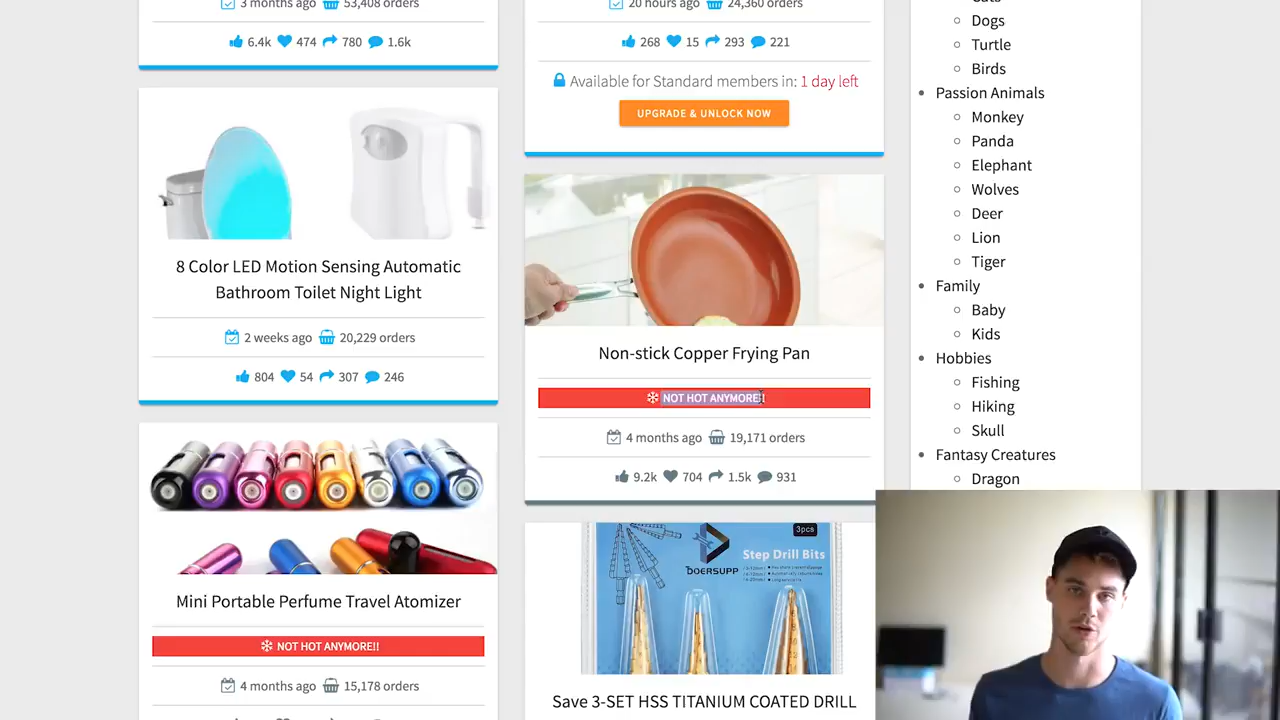 3 months ago 53,408 orders
6.4k 474 780 1.6k
8 Color LED Motion Sensing Automatic
Bathroom Toilet Night Light
2 weeks ago 20,229 orders
804 54 307 246
Mini Portable Perfume Travel Atomizer
NOT HOT ANYMORE!!
4 months ago 15,178 orders
20 hours ago 24,360 orders
268 15 293 221
Available for Standard members in: 1 day left
UPGRADE & UNLOCK NOW
Non-stick Copper Frying Pan
NOT HOT ANYMORE!!
4 months ago 19,171 orders
9.2k 704 1.5k 931
3pcs
Step Drill Bits
DOERSUPP
Save 3-SET HSS TITANIUM COATED DRILL
Cats
Dogs
Turtle
Birds
Passion Animals
Monkey
Panda
Elephant
Wolves
Deer
Lion
Tiger
Family
Baby
Kids
Hobbies
Fishing
Hiking
Skull
Fantasy Creatures
Dragon